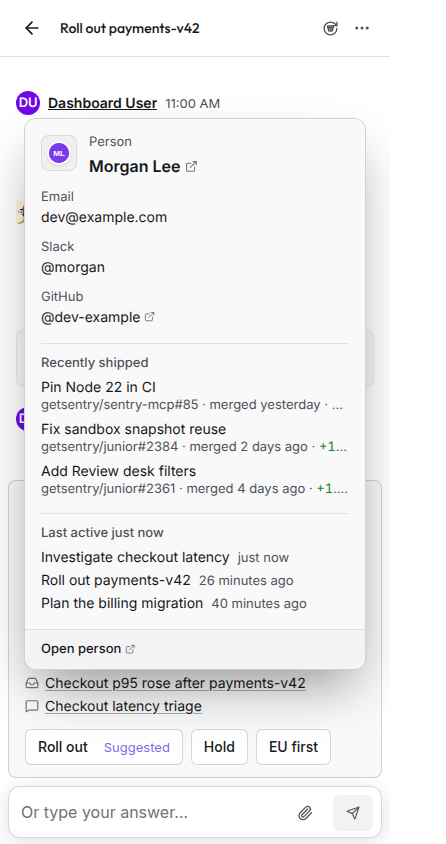 Roll out payments-v42
DU Dashboard User 11:00 AM
Person
ML
Morgan Lee
Email
dev@example.com
Slack
@morgan
GitHub
@dev-example
Recently shipped
Pin Node 22 in CI
getsentry/sentry-mcp#85 · merged yesterday · ...
Fix sandbox snapshot reuse
getsentry/junior#2384 · merged 2 days ago · +1...
Add Review desk filters
getsentry/junior#2361 · merged 4 days ago · +1....
Last active just now
Investigate checkout latency just now
Roll out payments-v42 26 minutes ago
Plan the billing migration 40 minutes ago
Open person
Checkout p95 rose after payments-v42
Checkout latency triage
Roll out Suggested Hold EU first
Or type your answer...